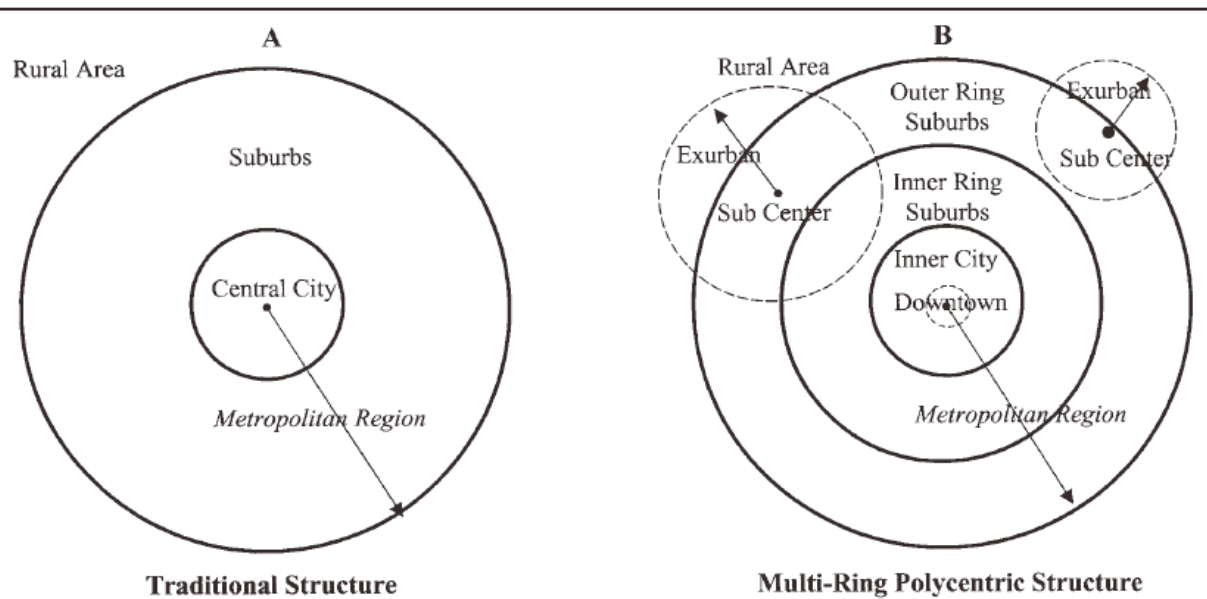 A
Rural Area
Suburbs
Central City
Metropolitan Region
Traditional Structure
B
Rural Area
Outer Ring
Suburbs
Exurban
Sub Center
Exurban
Sub Center
Inner Ring
Suburbs
Inner City
Downtown
Metropolitan Region
Multi-Ring Polycentric Structure